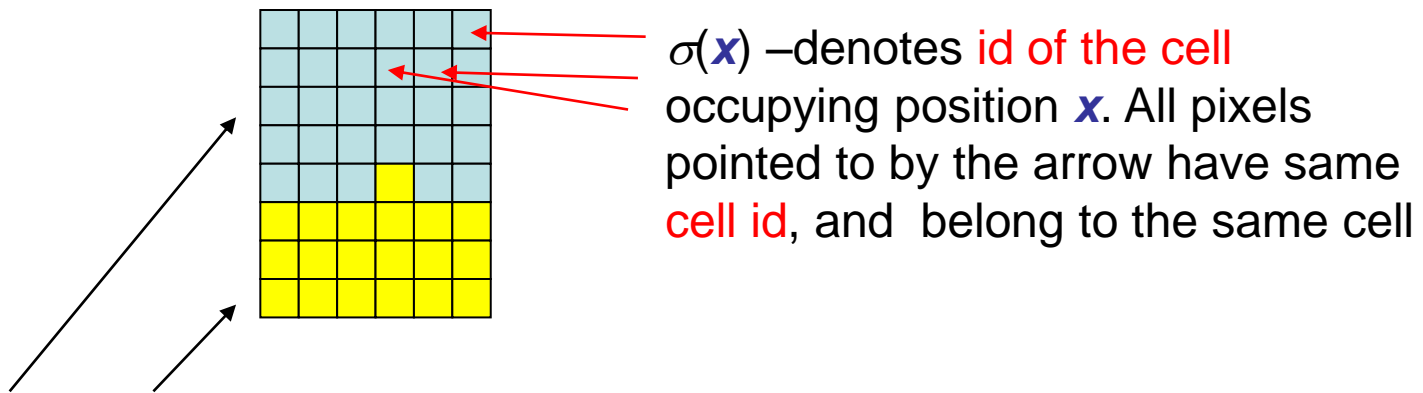 σ(x) –denotes id of the cell
occupying position x. All pixels
pointed to by the arrow have same
cell id, and belong to the same cell